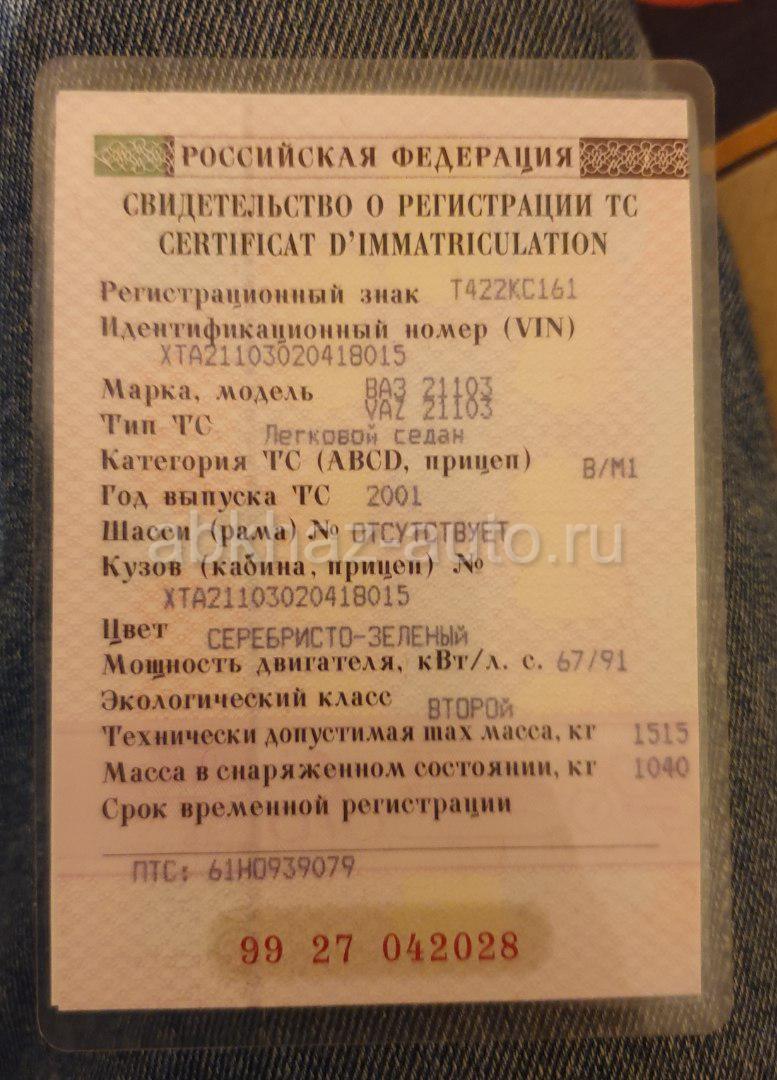 РОССИЙСКАЯ ФЕДЕРАЦИЯ
СВИДЕТЕЛЬСТВО О РЕГИСТРАЦИИ ТС
CERTIFICAT D'IMMATRICULATION
Регистрационный знак Т422КС161
Идентификационный номер (VIN)
XTA21103020418015
Марка, модель ВАЗ 21103
VAZ 21103
Тип ТС Легковой седан
Категория ТС (ABCD, прицеп) B/M1
Год выпуска ТС 2001
Шасси (рама) № ОТСУТСТВУЕТ
abkhaz-auto.ru
Кузов (кабина, прицеп) №
XTA21103020418015
Цвет СЕРЕБРИСТО-ЗЕЛЕНЫЙ
Мощность двигателя, кВт/л. с. 67/91
Экологический класс ВТОРОЙ
Технически допустимая max масса, кг 1515
Масса в снаряженном состоянии, кг 1040
Срок временной регистрации
ПТС: 61НО939079
99 27 042028